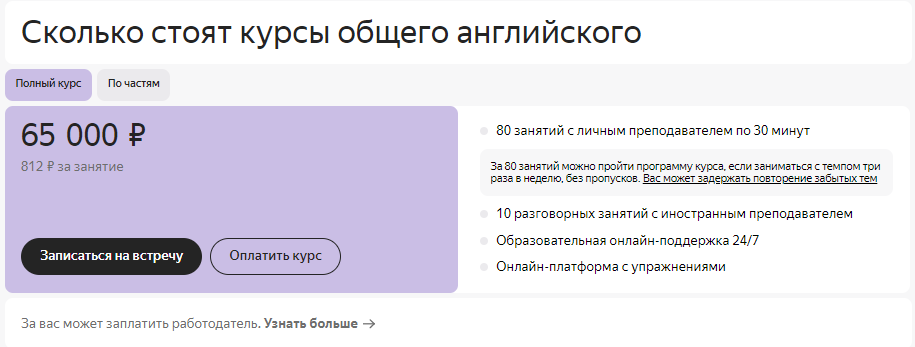 Сколько стоят курсы общего английского
Полный курс
По частям
65 000 ₽
812 ₽ за занятие
Записаться на встречу
Оплатить курс
80 занятий с личным преподавателем по 30 минут
За 80 занятий можно пройти программу курса, если заниматься с темпом три
раза в неделю, без пропусков. Вас может задержать повторение забытых тем
10 разговорных занятий с иностранным преподавателем
Образовательная онлайн-поддержка 24/7
Онлайн-платформа с упражнениями
За вас может заплатить работодатель. Узнать больше →